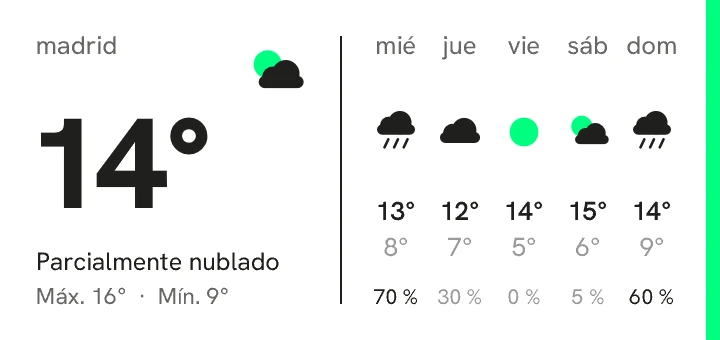 madrid
14°
Parcialmente nublado
Máx. 16° · Mín. 9°
mié jue vie sáb dom
13° 12° 14° 15° 14°
8° 7° 5° 6° 9°
70 % 30 % 0 % 5 % 60 %